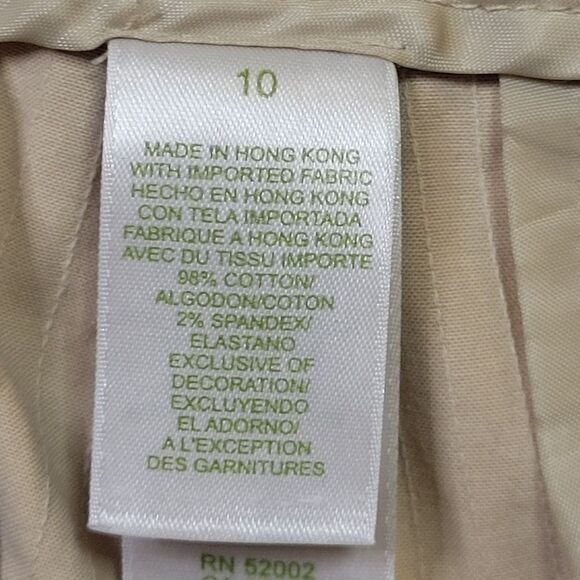 10
MADE IN HONG KONG
WITH IMPORTED FABRIC
HECHO EN HONG KONG
CON TELA IMPORTADA
FABRIQUE A HONG KONG
AVEC DU TISSU IMPORTE
98% COTTON/
ALGODON/COTON
2% SPANDEX/
ELASTANO
EXCLUSIVE OF
DECORATION/
EXCLUYENDO
EL ADORNO/
A L'EXCEPTION
DES GARNITURES
RN 52002